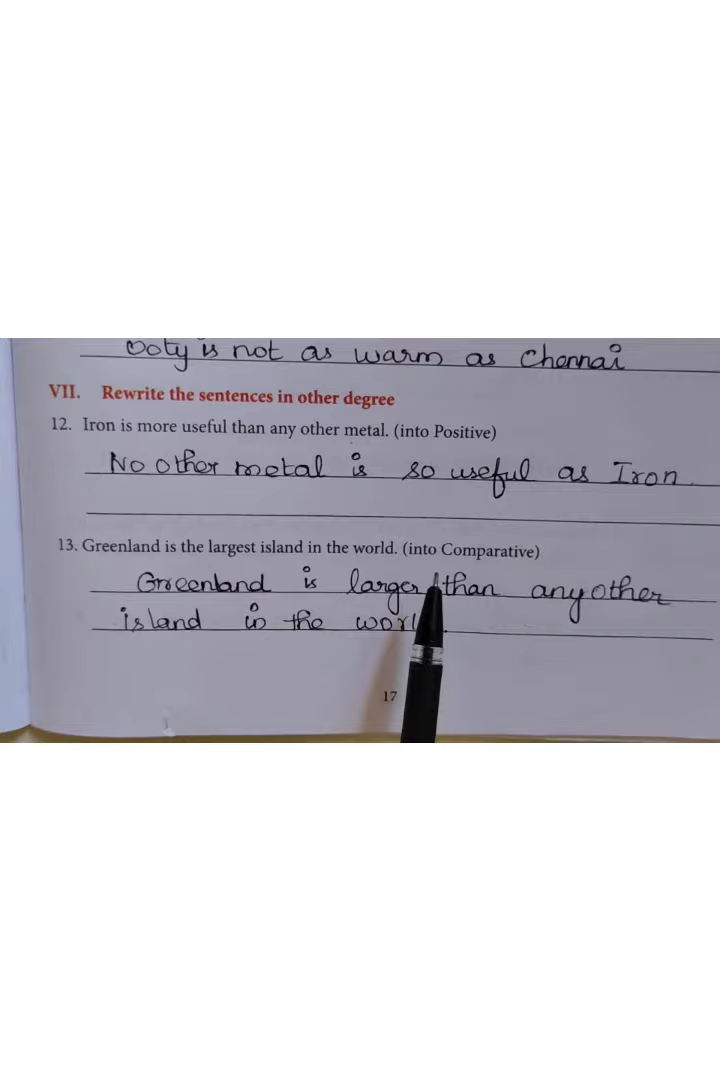 Ooty is not as warm as Chennai
VII. Rewrite the sentences in other degree
12. Iron is more useful than any other metal. (into Positive)
No other metal is so useful as Iron
13. Greenland is the largest island in the world. (into Comparative)
Greenland is larger than any other
island in the
17